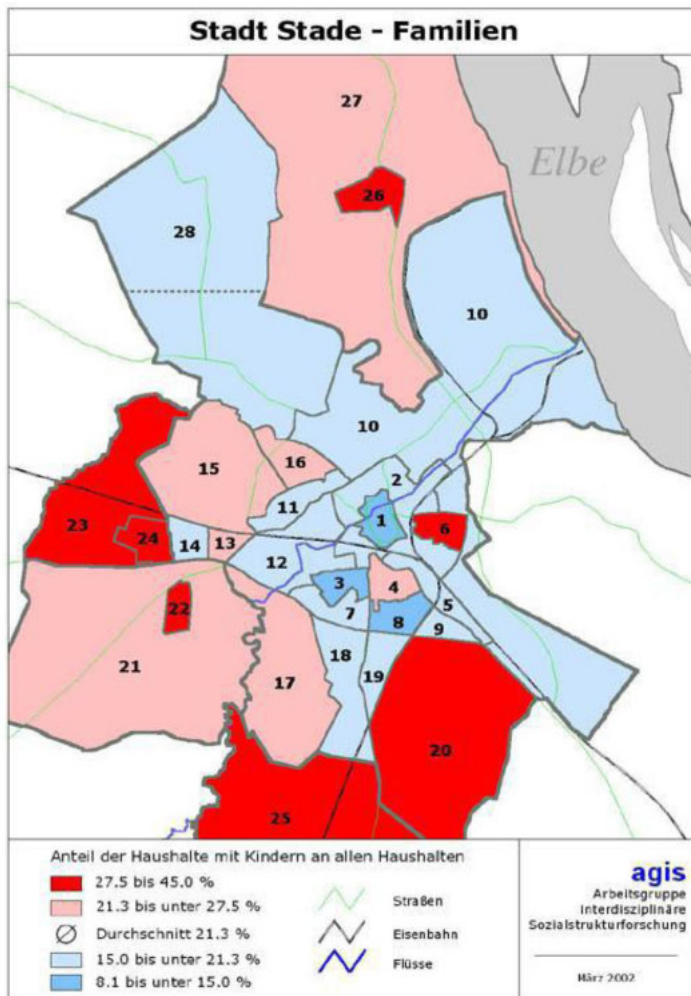 Stadt Stade - Familien
27
Elbe
26
28
10
10
15
16
2
11
1
23
6
24
14
13
12
3
4
5
22
7
8
9
21
18
17
19
20
25
Anteil der Haushalte mit Kindern an allen Haushalten
27.5 bis 45.0 %
21.3 bis unter 27.5 %
Durchschnitt 21.3 %
15.0 bis unter 21.3 %
8.1 bis unter 15.0 %
Straßen
Eisenbahn
Flüsse
agis
Arbeitsgruppe
Interdisziplinäre
Sozialstrukturforschung
März 2002